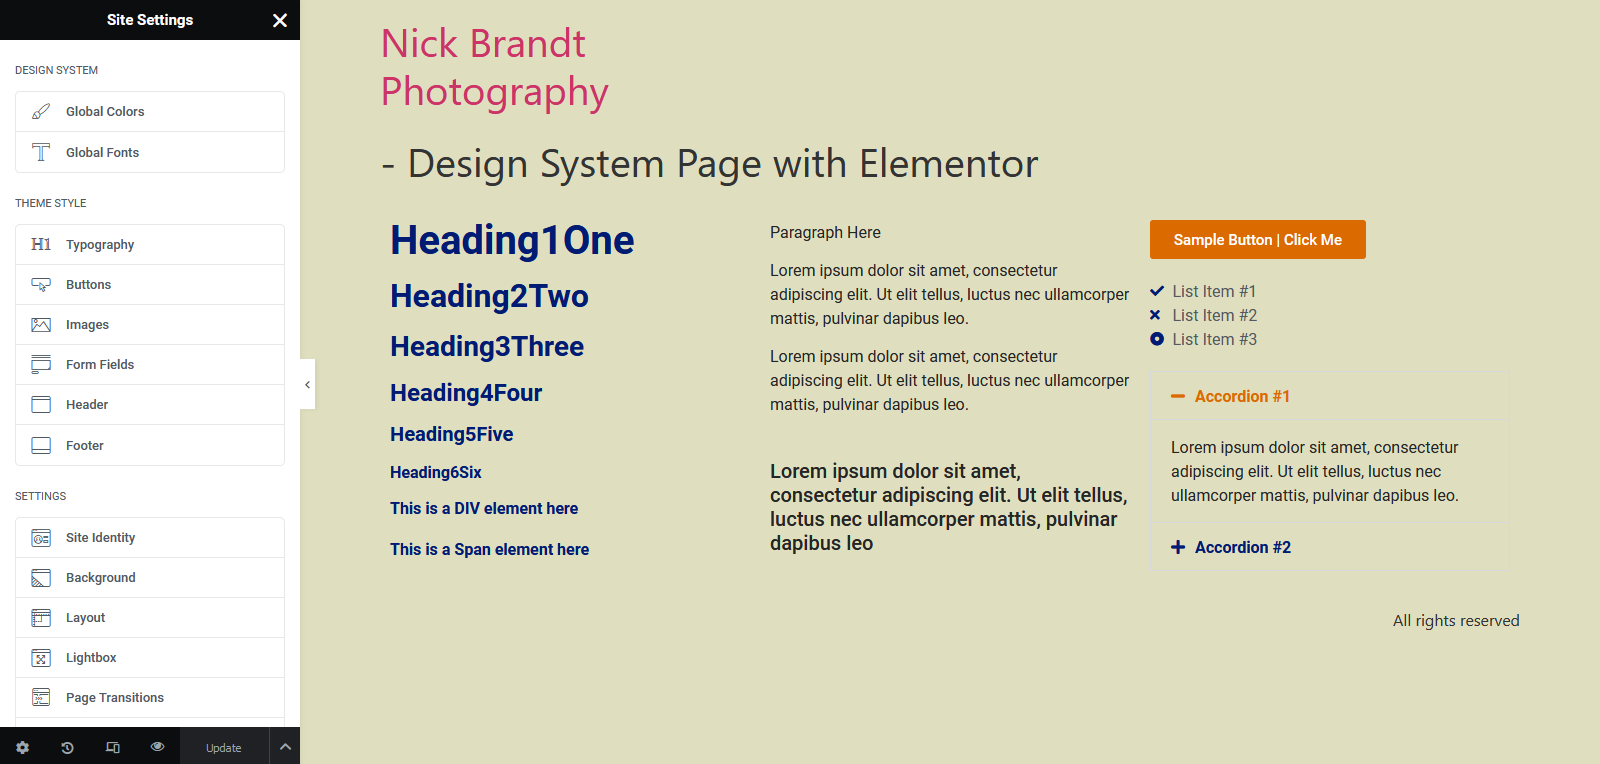 Site Settings
DESIGN SYSTEM
Global Colors
Global Fonts
THEME STYLE
H1 Typography
Buttons
Images
Form Fields
Header
Footer
SETTINGS
Site Identity
Background
Layout
Lightbox
Page Transitions
Update
Nick Brandt
Photography
- Design System Page with Elementor
Heading1One
Heading2Two
Heading3Three
Heading4Four
Heading5Five
Heading6Six
This is a DIV element here
This is a Span element here
Paragraph Here
Lorem ipsum dolor sit amet, consectetur
adipiscing elit. Ut elit tellus, luctus nec ullamcorper
mattis, pulvinar dapibus leo.
Lorem ipsum dolor sit amet, consectetur
adipiscing elit. Ut elit tellus, luctus nec ullamcorper
mattis, pulvinar dapibus leo.
Lorem ipsum dolor sit amet,
consectetur adipiscing elit. Ut elit tellus,
luctus nec ullamcorper mattis, pulvinar
dapibus leo
Sample Button | Click Me
List Item #1
List Item #2
List Item #3
Accordion #1
Lorem ipsum dolor sit amet, consectetur
adipiscing elit. Ut elit tellus, luctus nec
ullamcorper mattis, pulvinar dapibus leo.
Accordion #2
All rights reserved